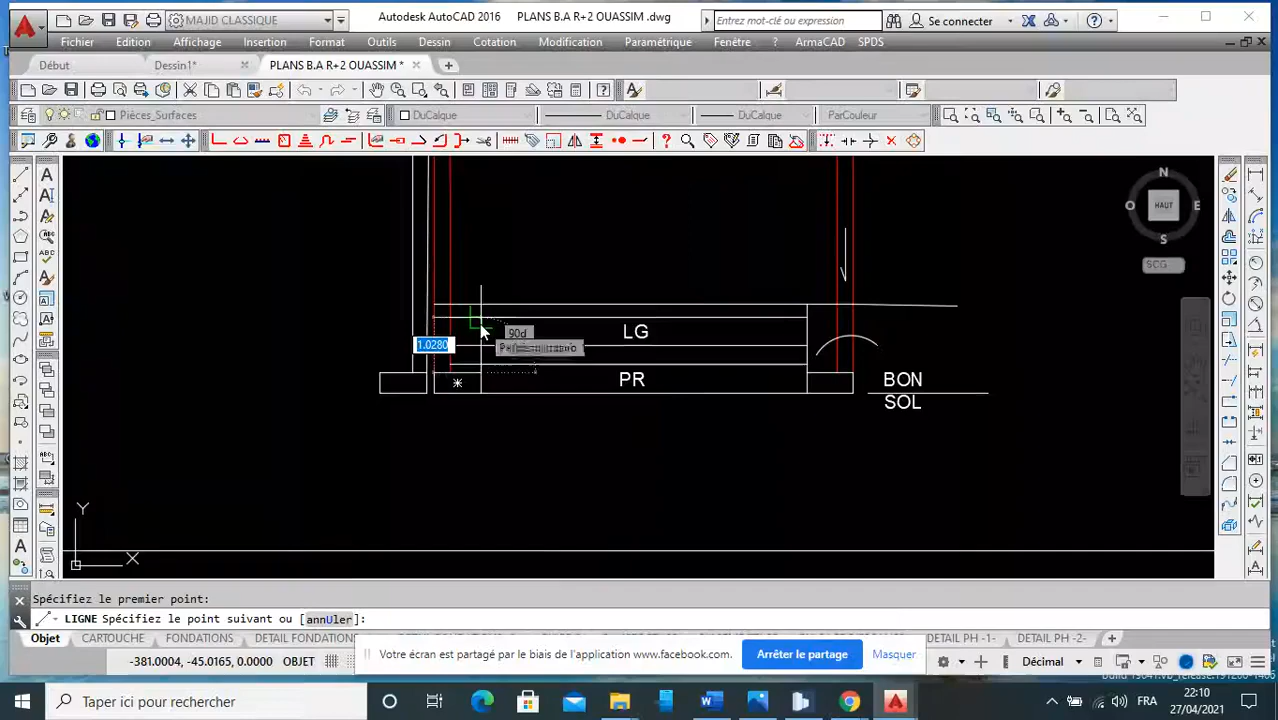 MAJID CLASSIQUE
Autodesk AutoCAD 2016 PLANS B.A R+2 OUASSIM .dwg
Entrez mot-clé ou expression
Se connecter
Fichier Edition Affichage Insertion Format Outils Dessin Cotation Modification Paramétrique Fenêtre ? ArmaCAD SPDS
Début Dessin1* PLANS B.A R+2 OUASSIM *
Pièces_Surfaces DuCalque DuCalque DuCalque ParCouleur
N
O HAUT E
S
SCG
LG
90d
1.0280
PR
BON
SOL
Y
X
Spécifiez le premier point:
LIGNE Spécifiez le point suivant ou [annUler]:
Objet CARTOUCHE FONDATIONS DETAIL FONDATION DETAIL PH -1- DETAIL PH -2-
-381.0004, -45.0165, 0.0000 OBJET
Votre écran est partagé par le biais de l'application www.facebook.com. Arrêter le partage Masquer
Décimal
Taper ici pour rechercher
FRA
22:10
27/04/2021